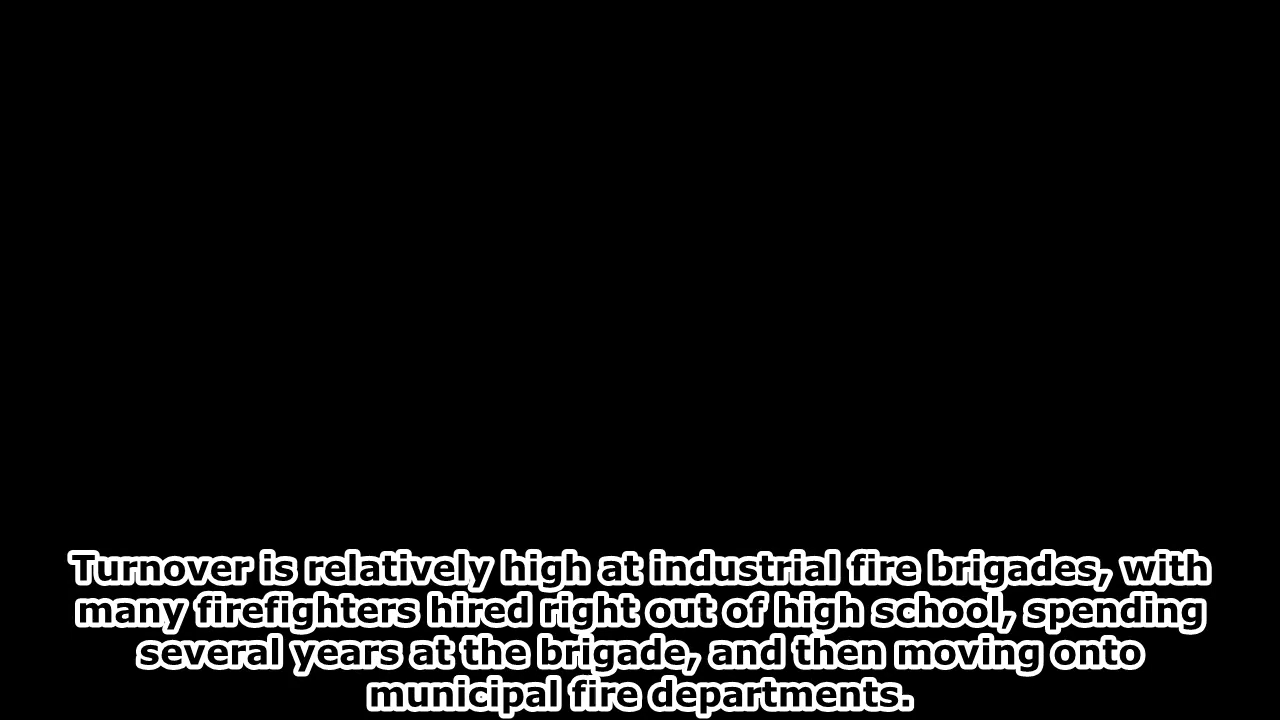 Turnover is relatively high at industrial fire brigades, with
many firefighters hired right out of high school, spending
several years at the brigade, and then moving onto
municipal fire departments.